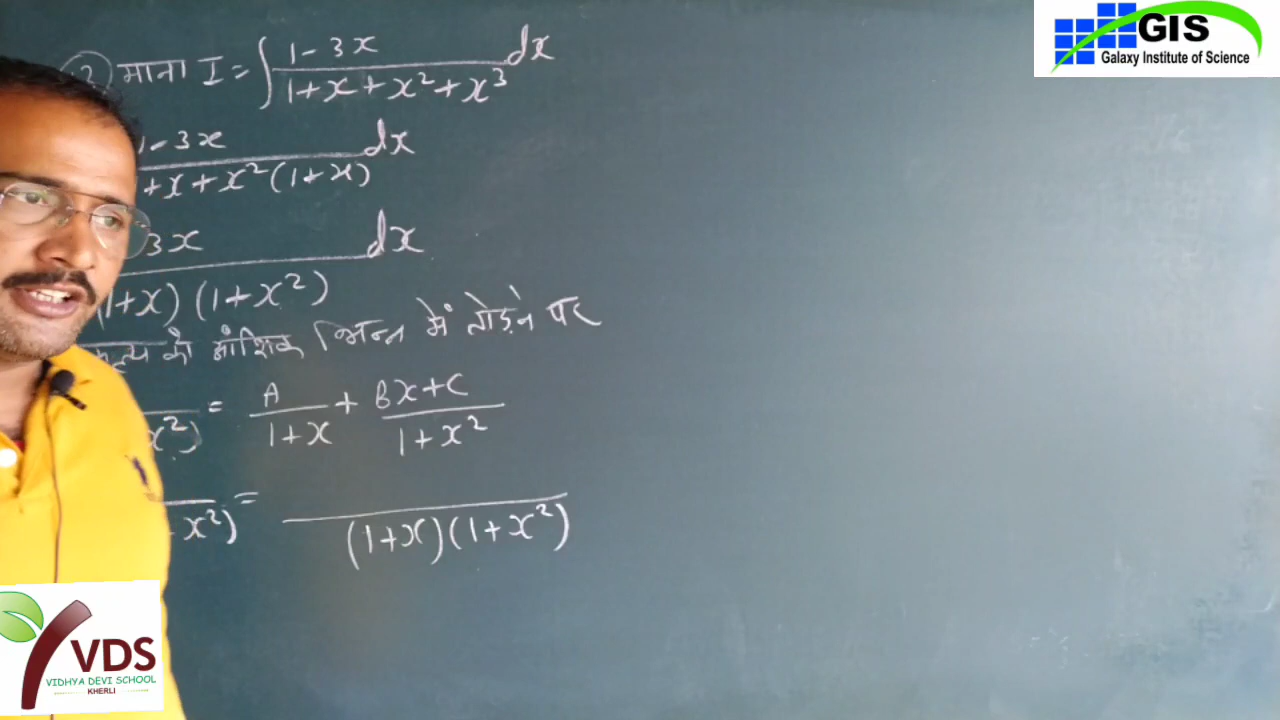 माना I = ∫ 1-3x / 1+x+x²+x³ dx
1-3x / +x+x²(1+x) dx
3x / (1+x)(1+x²) dx
को आंशिक भिन्न में तोड़ने पर
x²) = A / 1+x + Bx+C / 1+x²
x²) = / (1+x)(1+x²)
GIS
Galaxy Institute of Science
VDS
VIDHYA DEVI SCHOOL
KHERLI